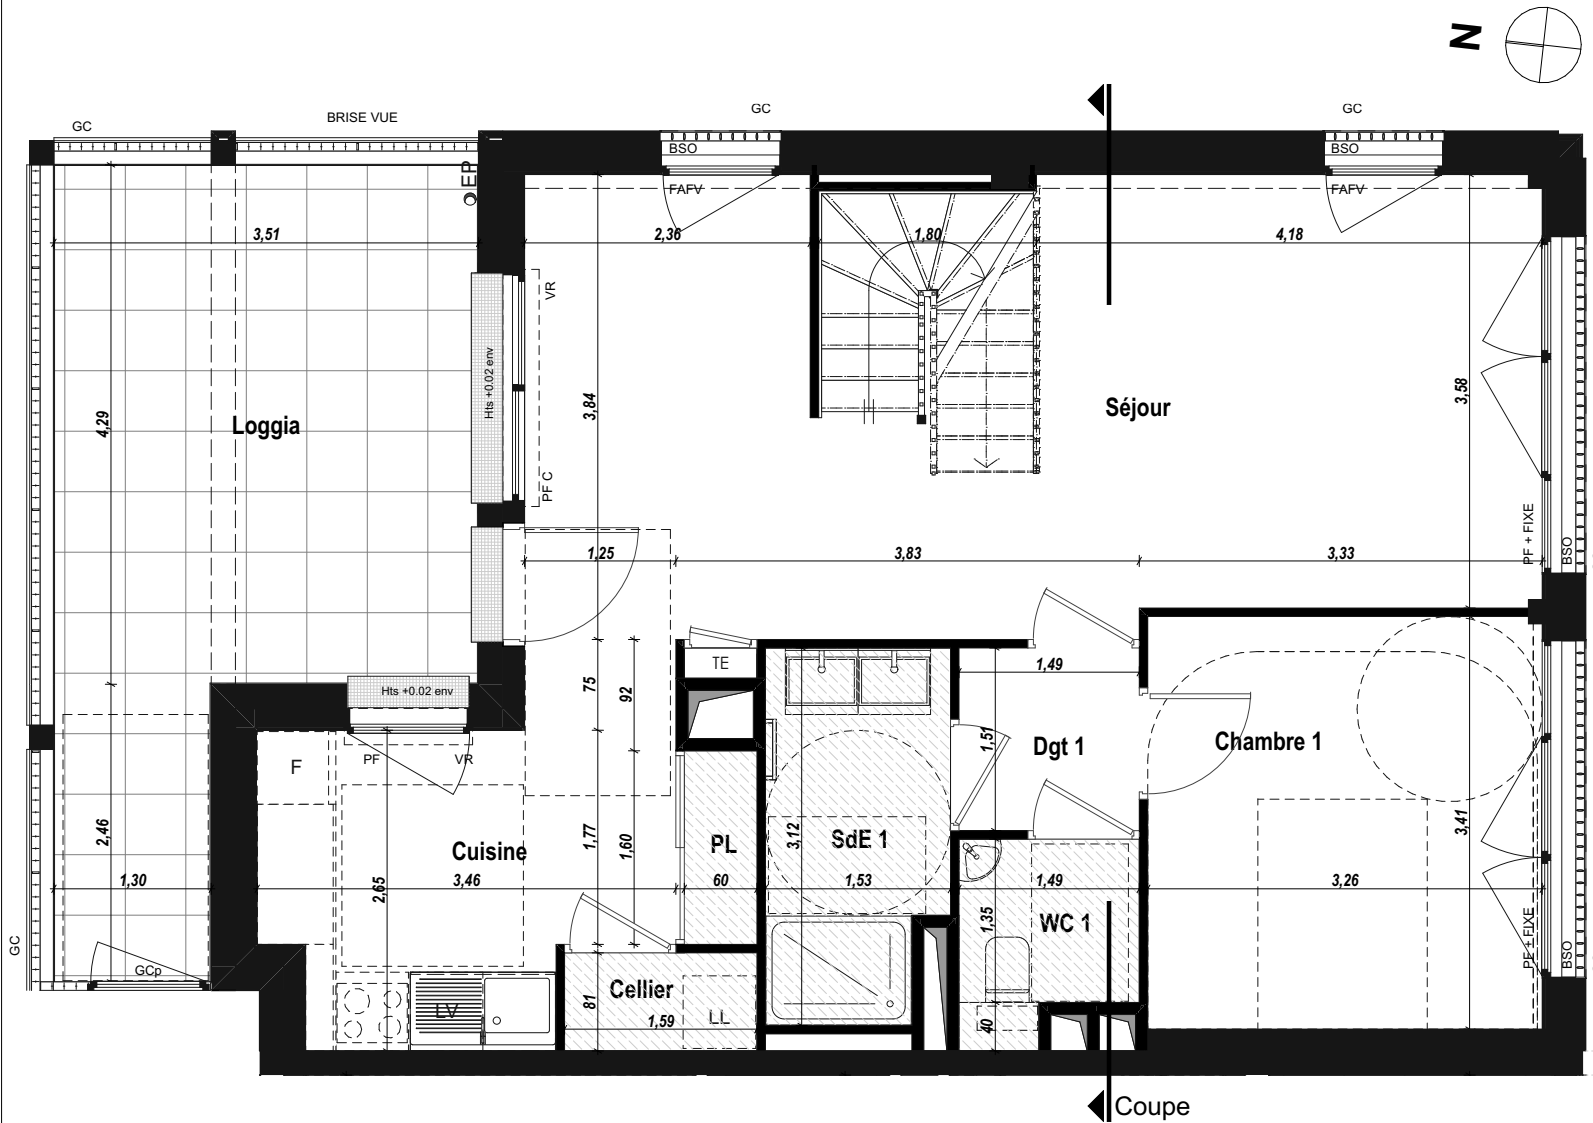 N
GC
BRISE VUE
GC
GC
BSO
BSO
EP
FAFV
FAFV
3,51
2,36
1,80
4,18
VR
Hts +0.02 env
4,29
Loggia
3,84
Séjour
3,58
PF C
PF + FIXE
BSO
1,25
3,83
3,33
TE
1,49
75
92
Hts +0.02 env
PF
VR
F
1,51
Dgt 1
Chambre 1
2,46
1,77
1,60
3,12
SdE 1
3,41
Cuisine
PL
1,30
2,65
3,46
60
1,53
1,49
3,26
1,35
WC 1
GC
GCp
PF + FIXE
BSO
Cellier
81
LV
1,59
LL
40
Coupe